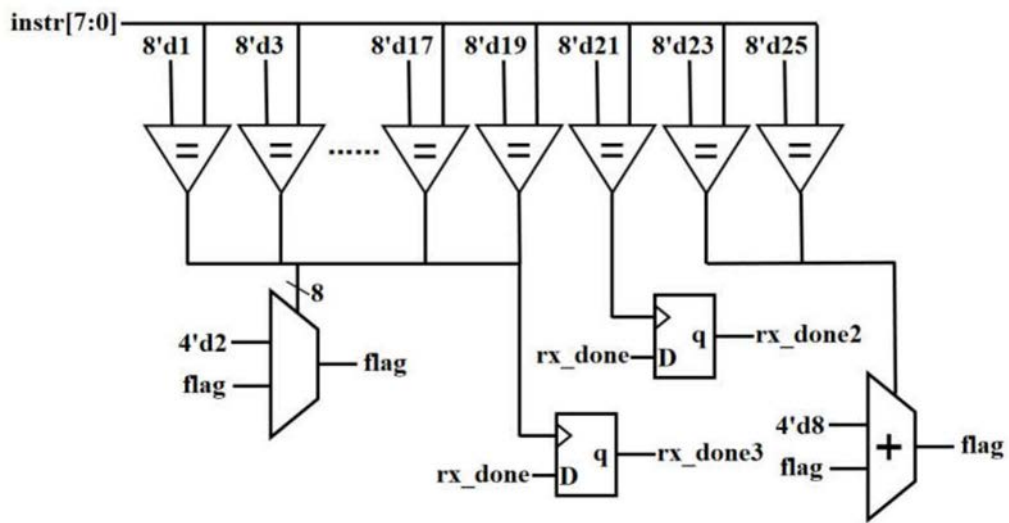 instr[7:0]
8'd1 8'd3 8'd17 8'd19 8'd21 8'd23 8'd25
= = ...... = = = = =
8
4'd2
flag
flag
rx_done
D
q
rx_done2
rx_done
D
q
rx_done3
4'd8
flag
+
flag